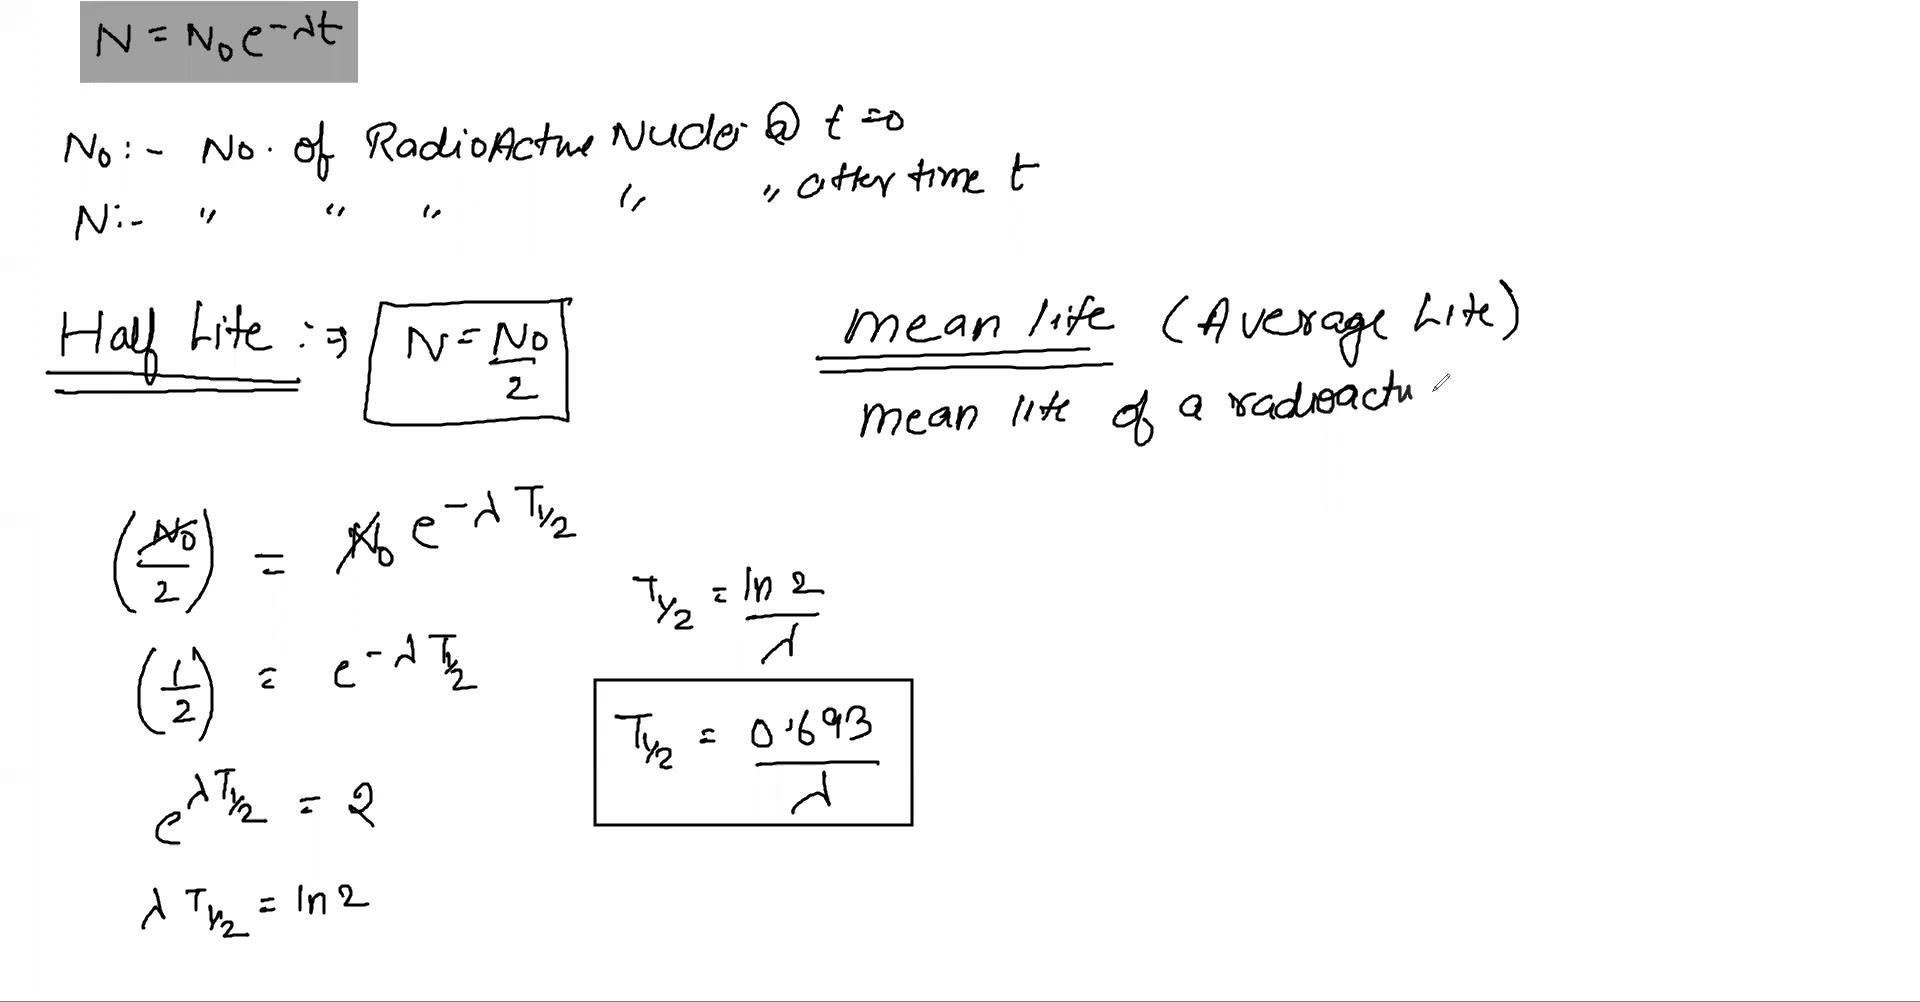 N = N₀e^-λt
N₀ :- No. of RadioActive Nuclei @ t=0
N :- " " " " " after time t
Half Life :⇒ N = N₀/2
mean life (Average Life)
mean life of a radioactiv
(N₀/2) = N₀ e^-λT₁/₂
(1/2) = e^-λT₁/₂
e^λT₁/₂ = 2
λT₁/₂ = ln 2
T₁/₂ = ln 2/λ
T₁/₂ = 0.693/λ